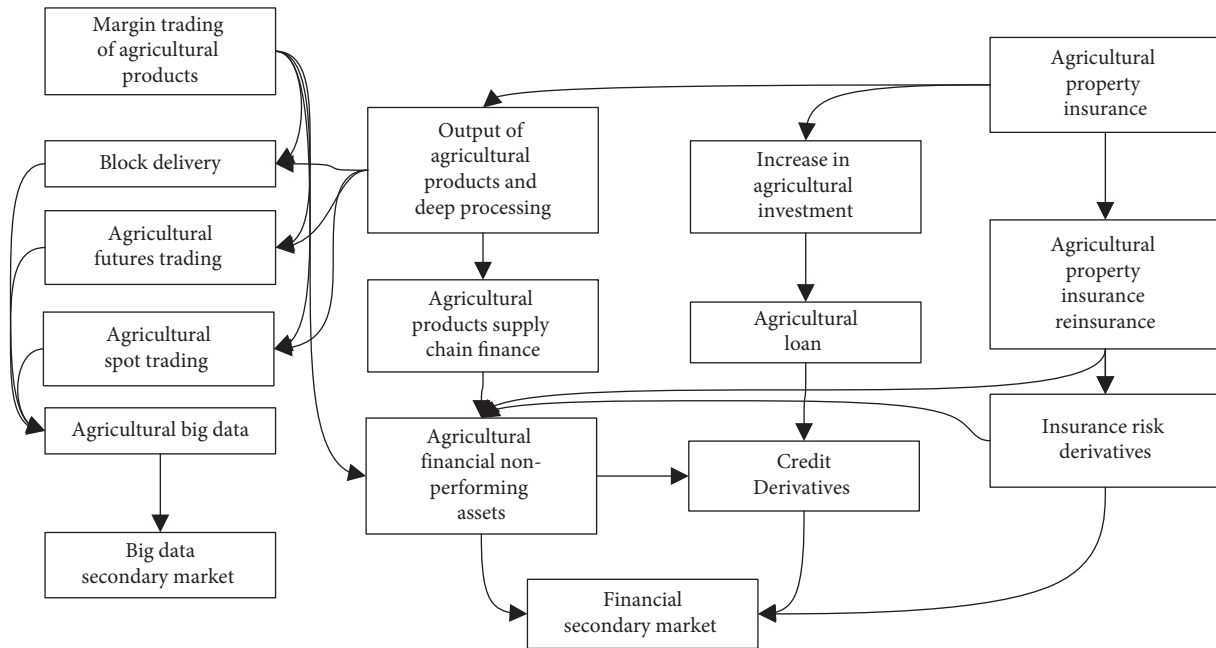 Margin trading
of agricultural
products
Block delivery
Agricultural
futures trading
Agricultural
spot trading
Agricultural big data
Big data
secondary market
Output of
agricultural
products and
deep processing
Agricultural
products supply
chain finance
Agricultural
financial non-
performing
assets
Increase in
agricultural
investment
Agricultural
loan
Credit
Derivatives
Agricultural
property
insurance
Agricultural
property
insurance
reinsurance
Insurance risk
derivatives
Financial
secondary market